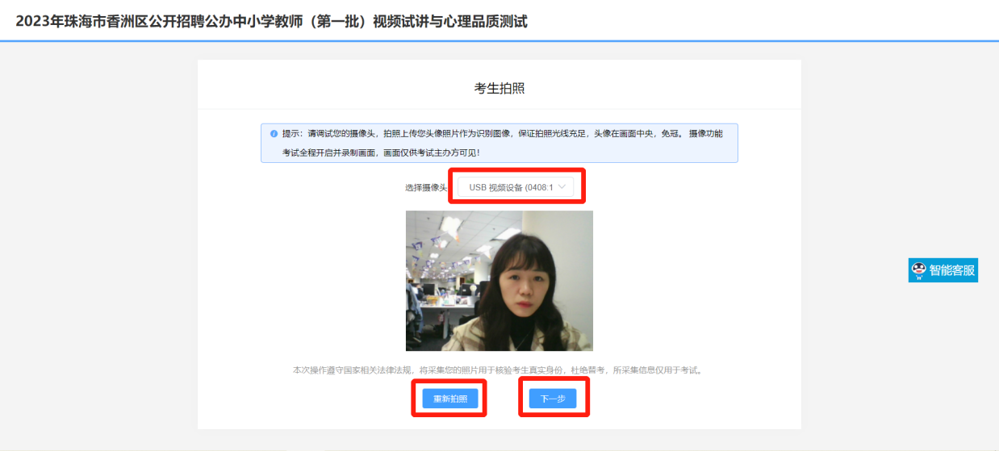 2023年珠海市香洲区公开招聘公办中小学教师（第一批）视频试讲与心理品质测试
考生拍照
提示：请调试您的摄像头，拍照上传您头像照片作为识别图像，保证拍照光线充足，头像在画面中央，免冠。 摄像功能
考试全程开启并录制画面，画面仅供考试主办方可见！
选择摄像头 USB 视频设备 (0408:1
智能客服
本次操作遵守国家相关法律法规，将采集您的照片用于核验考生真实身份，杜绝替考，所采集信息仅用于考试。
重新拍照 下一步